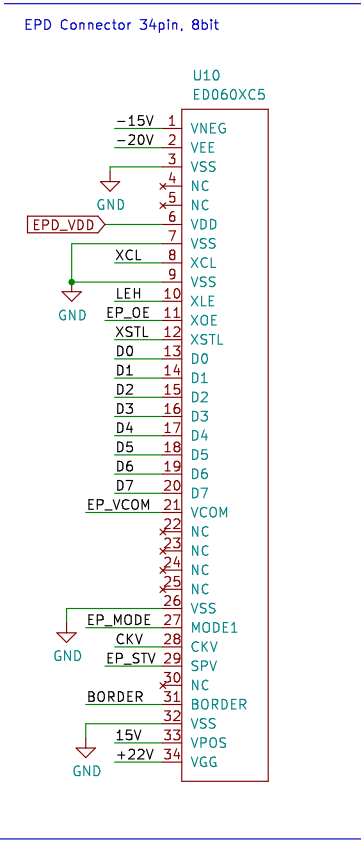 EPD Connector 34pin, 8bit
U10
ED060XC5
-15V 1 VNEG
-20V 2 VEE
3 VSS
4 NC
GND
5 NC
EPD_VDD 6 VDD
7 VSS
XCL 8 XCL
9 VSS
LEH 10 XLE
GND
EP_OE 11 XOE
XSTL 12 XSTL
D0 13 D0
D1 14 D1
D2 15 D2
D3 16 D3
D4 17 D4
D5 18 D5
D6 19 D6
D7 20 D7
EP_VCOM 21 VCOM
22 NC
23 NC
24 NC
25 NC
26 VSS
EP_MODE 27 MODE1
CKV 28 CKV
GND
EP_STV 29 SPV
30 NC
BORDER 31 BORDER
32 VSS
15V 33 VPOS
+22V 34 VGG
GND